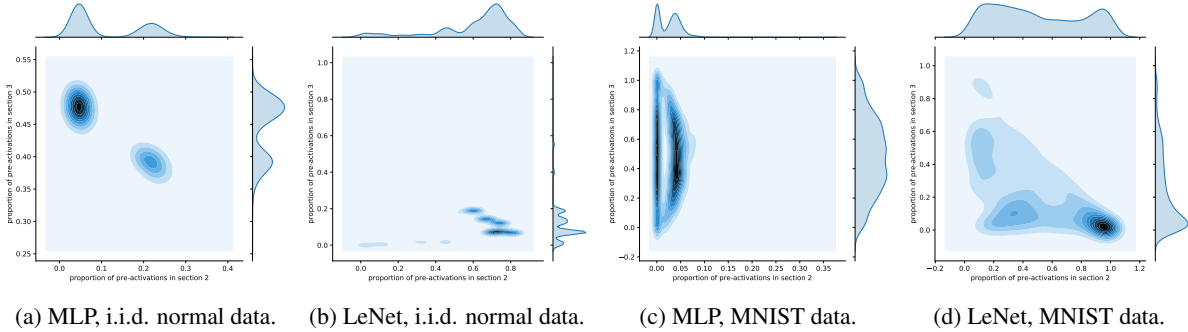 0.55
0.50
0.45
0.40
0.35
0.30
0.25
proportion of pre-activations in section 3
0.0 0.1 0.2 0.3 0.4
proportion of pre-activations in section 2
(a) MLP, i.i.d. normal data.
1.0
0.8
0.6
0.4
0.2
0.0
proportion of pre-activations in section 3
0.0 0.2 0.4 0.6 0.8
proportion of pre-activations in section 2
(b) LeNet, i.i.d. normal data.
1.2
1.0
0.8
0.6
0.4
0.2
0.0
−0.2
proportion of pre-activations in section 3
0.00 0.05 0.10 0.15 0.20 0.25 0.30 0.35
proportion of pre-activations in section 2
(c) MLP, MNIST data.
1.0
0.8
0.6
0.4
0.2
0.0
proportion of pre-activations in section 3
−0.2 0.0 0.2 0.4 0.6 0.8 1.0 1.2
proportion of pre-activations in section 2
(d) LeNet, MNIST data.